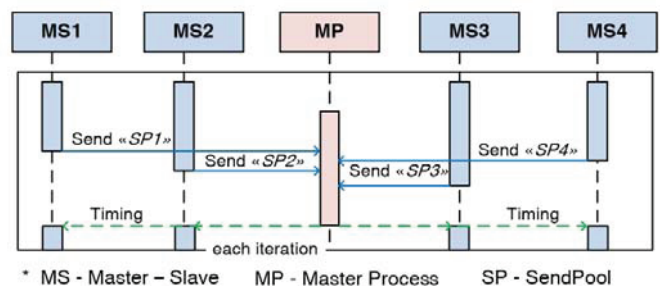 MS1 MS2 MP MS3 MS4
Send «SP1»
Send «SP4»
Send «SP2»
Send «SP3»
Timing Timing
each iteration
* MS - Master – Slave MP - Master Process SP - SendPool